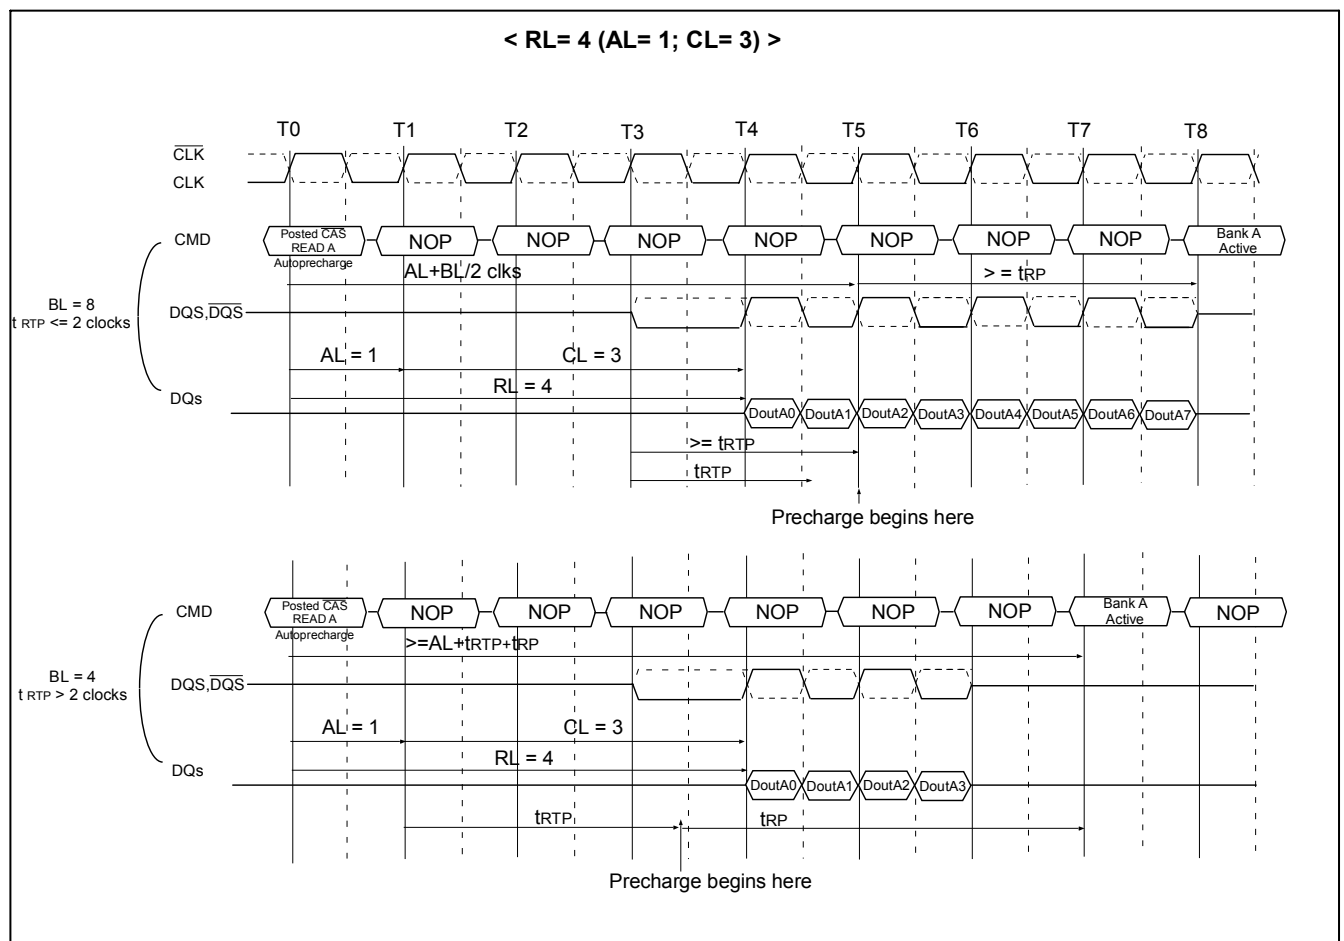 < RL= 4 (AL= 1; CL= 3) >
T0 T1 T2 T3 T4 T5 T6 T7 T8
CLK
CLK
CMD
Posted CAS
READ A
Autoprecharge
NOP NOP NOP NOP NOP NOP NOP
Bank A
Active
AL+BL/2 clks
> = tRP
BL = 8
t RTP <= 2 clocks
DQS,DQS
AL = 1
CL = 3
RL = 4
DQs
DoutA0 DoutA1 DoutA2 DoutA3 DoutA4 DoutA5 DoutA6 DoutA7
>= tRTP
tRTP
Precharge begins here
CMD
Posted CAS
READ A
Autoprecharge
NOP NOP NOP NOP NOP NOP
Bank A
Active
NOP
>=AL+tRTP+tRP
BL = 4
t RTP > 2 clocks
DQS,DQS
AL = 1
CL = 3
RL = 4
DQs
DoutA0 DoutA1 DoutA2 DoutA3
tRTP
tRP
Precharge begins here